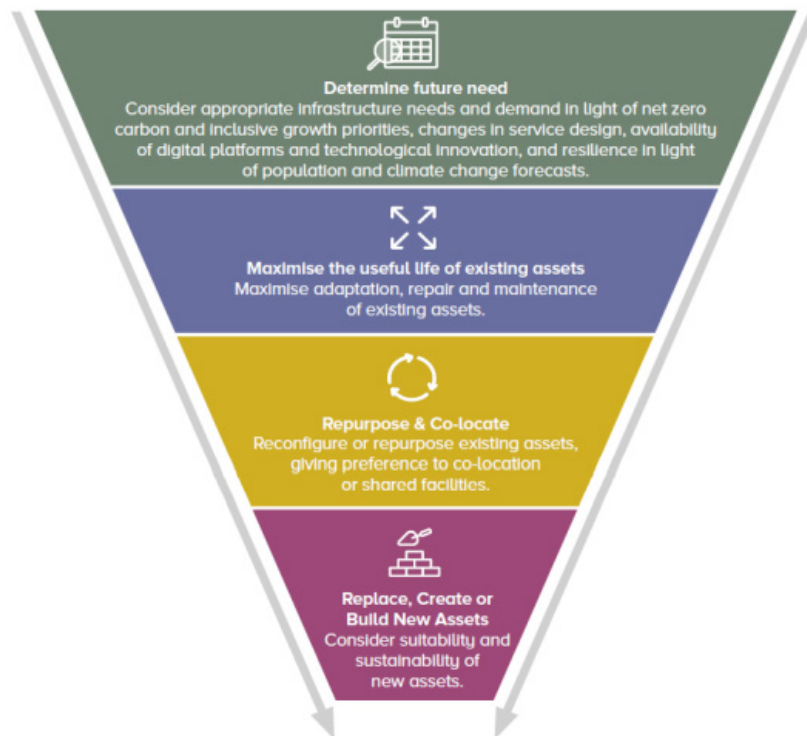 Determine future need
Consider appropriate infrastructure needs and demand in light of net zero
carbon and inclusive growth priorities, changes in service design, availability
of digital platforms and technological innovation, and resilience in light
of population and climate change forecasts.
Maximise the useful life of existing assets
Maximise adaptation, repair and maintenance
of existing assets.
Repurpose & Co-locate
Reconfigure or repurpose existing assets,
giving preference to co-location
or shared facilities.
Replace, Create or
Build New Assets
Consider suitability and
sustainability of
new assets.